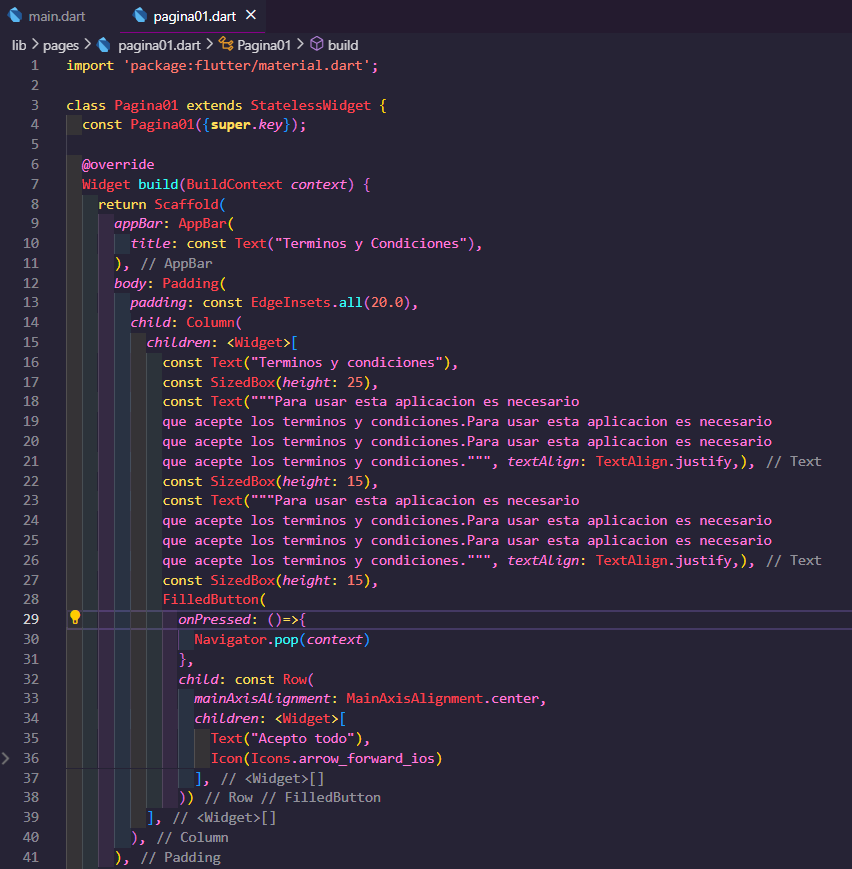 main.dart pagina01.dart
lib > pages > pagina01.dart > Pagina01 > build
1 import 'package:flutter/material.dart';
2
3 class Pagina01 extends StatelessWidget {
4   const Pagina01({super.key});
5
6   @override
7   Widget build(BuildContext context) {
8     return Scaffold(
9       appBar: AppBar(
10         title: const Text("Terminos y Condiciones"),
11       ), // AppBar
12       body: Padding(
13         padding: const EdgeInsets.all(20.0),
14         child: Column(
15           children: <Widget>[
16             const Text("Terminos y condiciones"),
17             const SizedBox(height: 25),
18             const Text("""Para usar esta aplicacion es necesario
19             que acepte los terminos y condiciones.Para usar esta aplicacion es necesario
20             que acepte los terminos y condiciones.Para usar esta aplicacion es necesario
21             que acepte los terminos y condiciones.""", textAlign: TextAlign.justify,), // Text
22             const SizedBox(height: 15),
23             const Text("""Para usar esta aplicacion es necesario
24             que acepte los terminos y condiciones.Para usar esta aplicacion es necesario
25             que acepte los terminos y condiciones.Para usar esta aplicacion es necesario
26             que acepte los terminos y condiciones.""", textAlign: TextAlign.justify,), // Text
27             const SizedBox(height: 15),
28             FilledButton(
29               onPressed: ()=>{
30                 Navigator.pop(context)
31               },
32               child: const Row(
33                 mainAxisAlignment: MainAxisAlignment.center,
34                 children: <Widget>[
35                   Text("Acepto todo"),
36                   Icon(Icons.arrow_forward_ios)
37                 ], // <Widget>[]
38               )) // Row // FilledButton
39           ], // <Widget>[]
40         ), // Column
41       ), // Padding